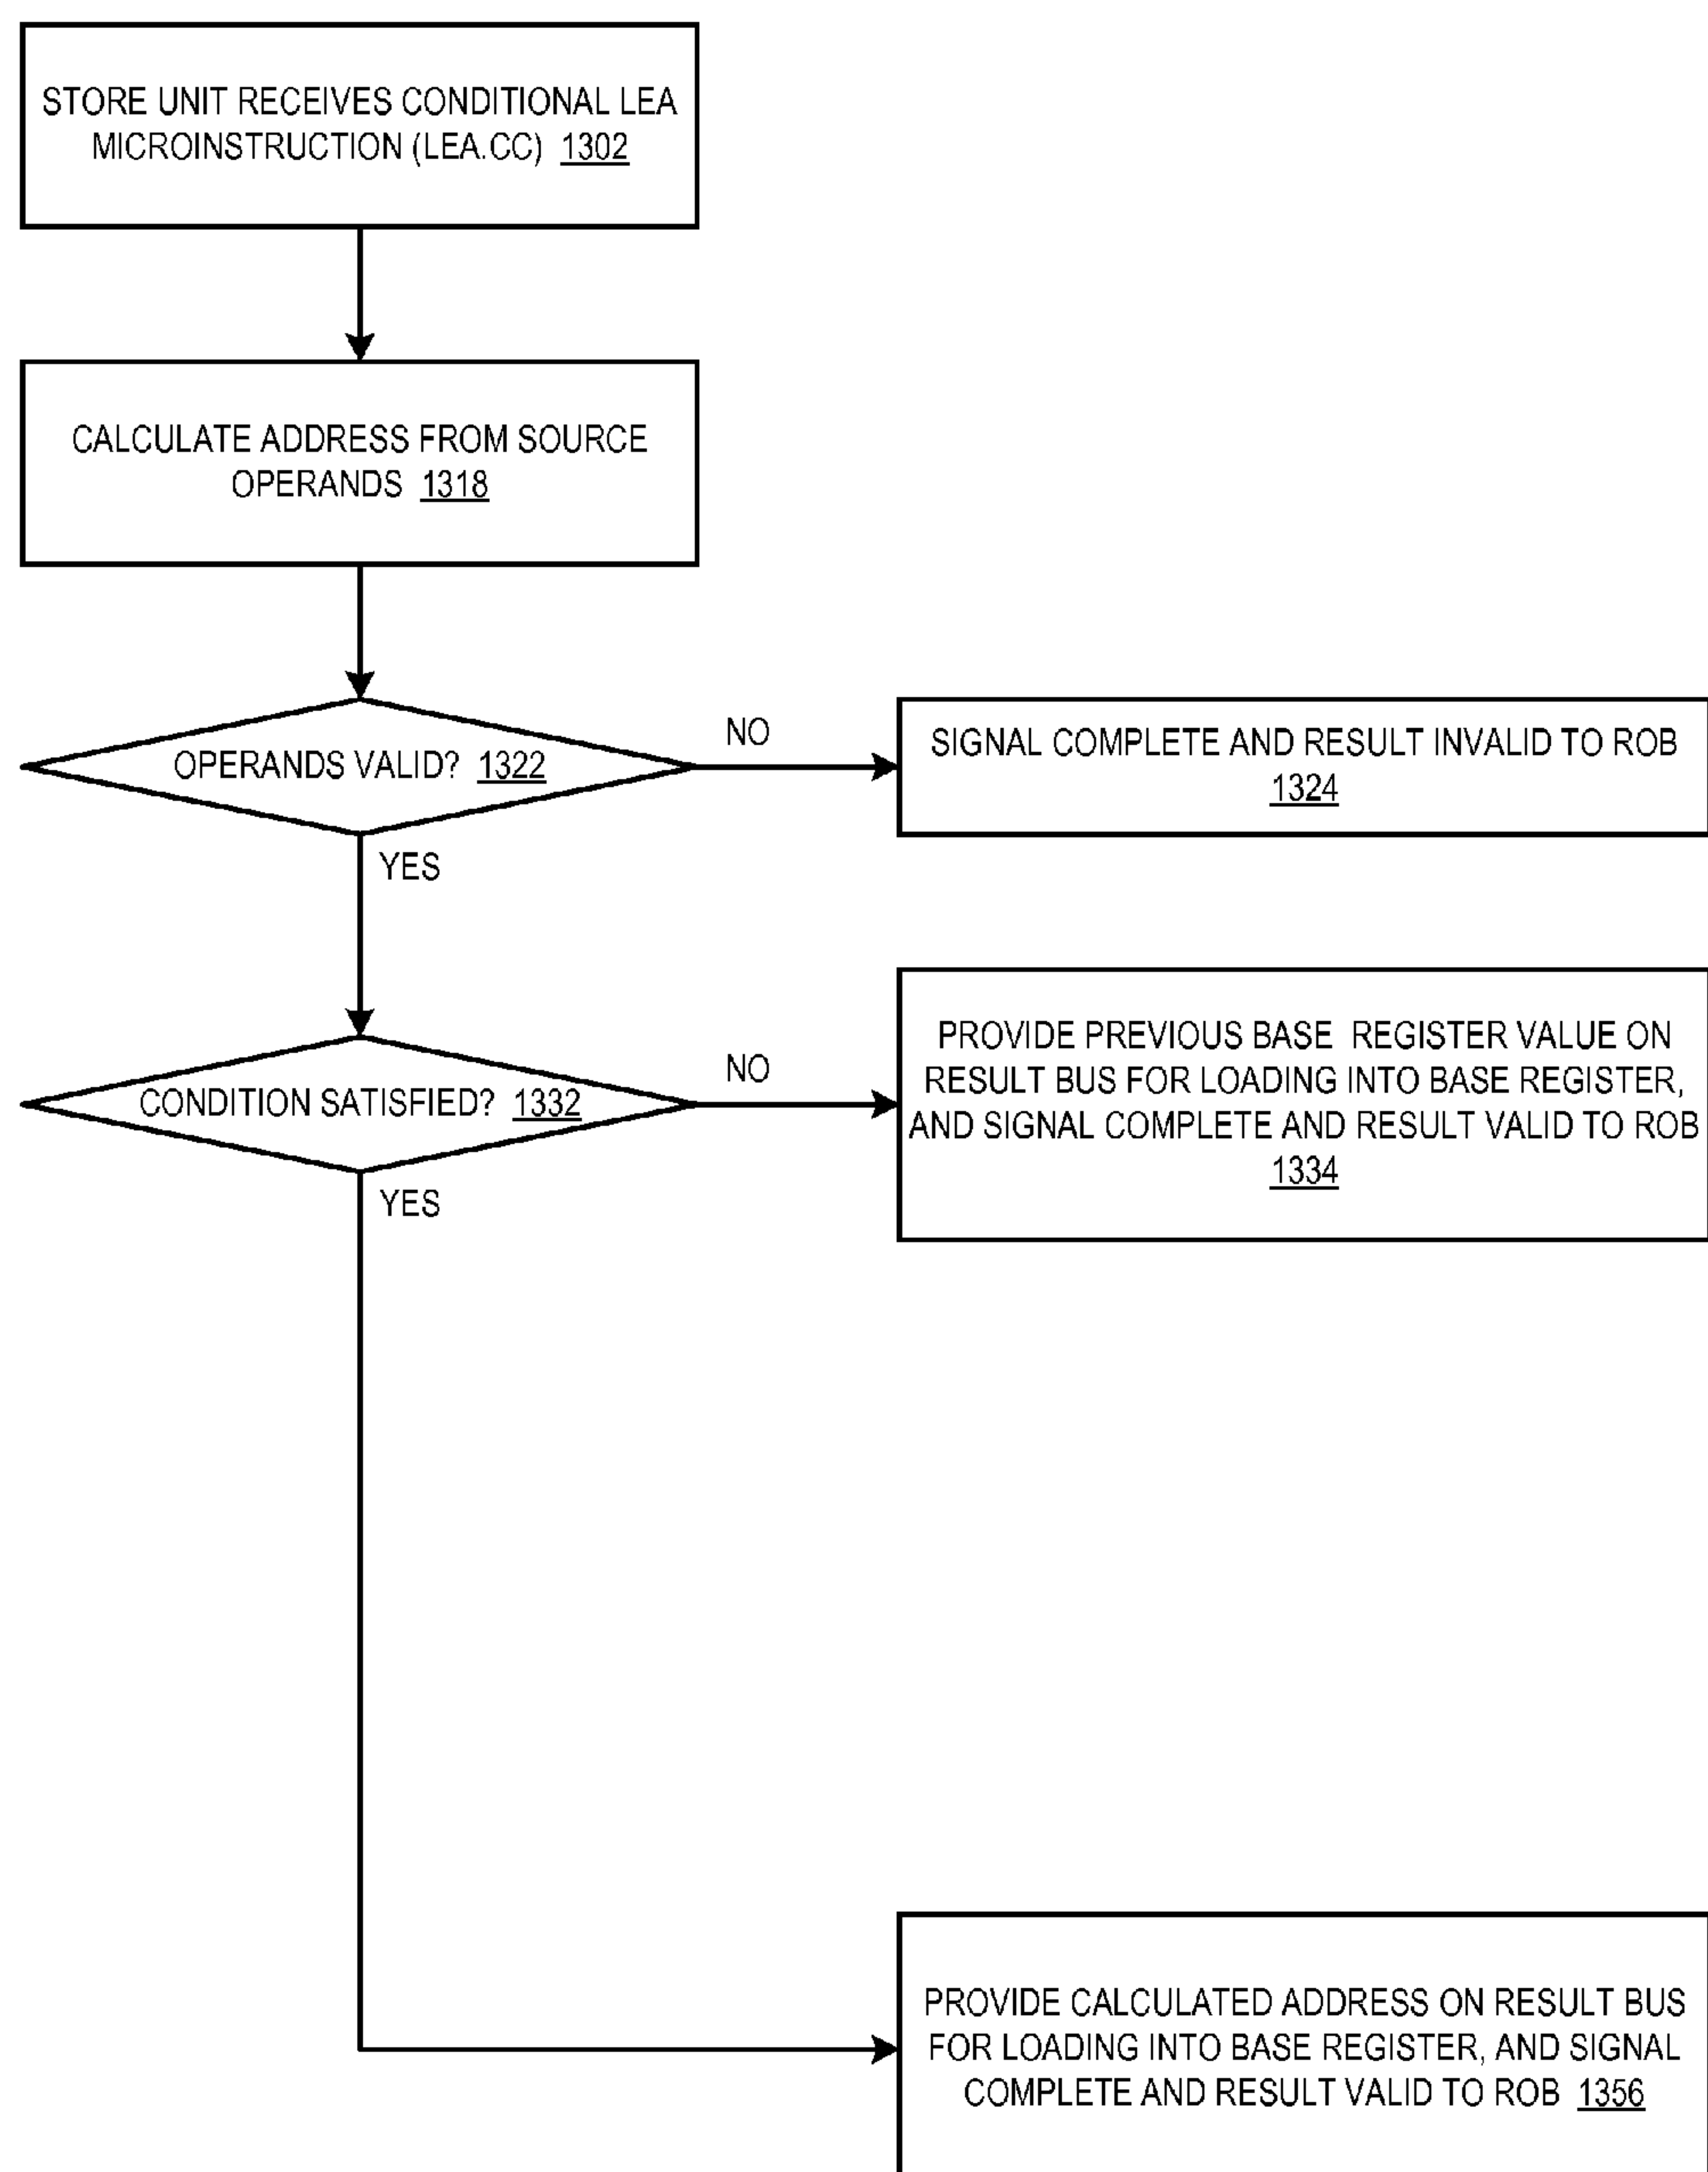 STORE UNIT RECEIVES CONDITIONAL LEA
MICROINSTRUCTION (LEA.CC) 1302
CALCULATE ADDRESS FROM SOURCE
OPERANDS 1318
OPERANDS VALID? 1322
NO
SIGNAL COMPLETE AND RESULT INVALID TO ROB
1324
YES
CONDITION SATISFIED? 1332
NO
PROVIDE PREVIOUS BASE REGISTER VALUE ON
RESULT BUS FOR LOADING INTO BASE REGISTER,
AND SIGNAL COMPLETE AND RESULT VALID TO ROB
1334
YES
PROVIDE CALCULATED ADDRESS ON RESULT BUS
FOR LOADING INTO BASE REGISTER, AND SIGNAL
COMPLETE AND RESULT VALID TO ROB 1356